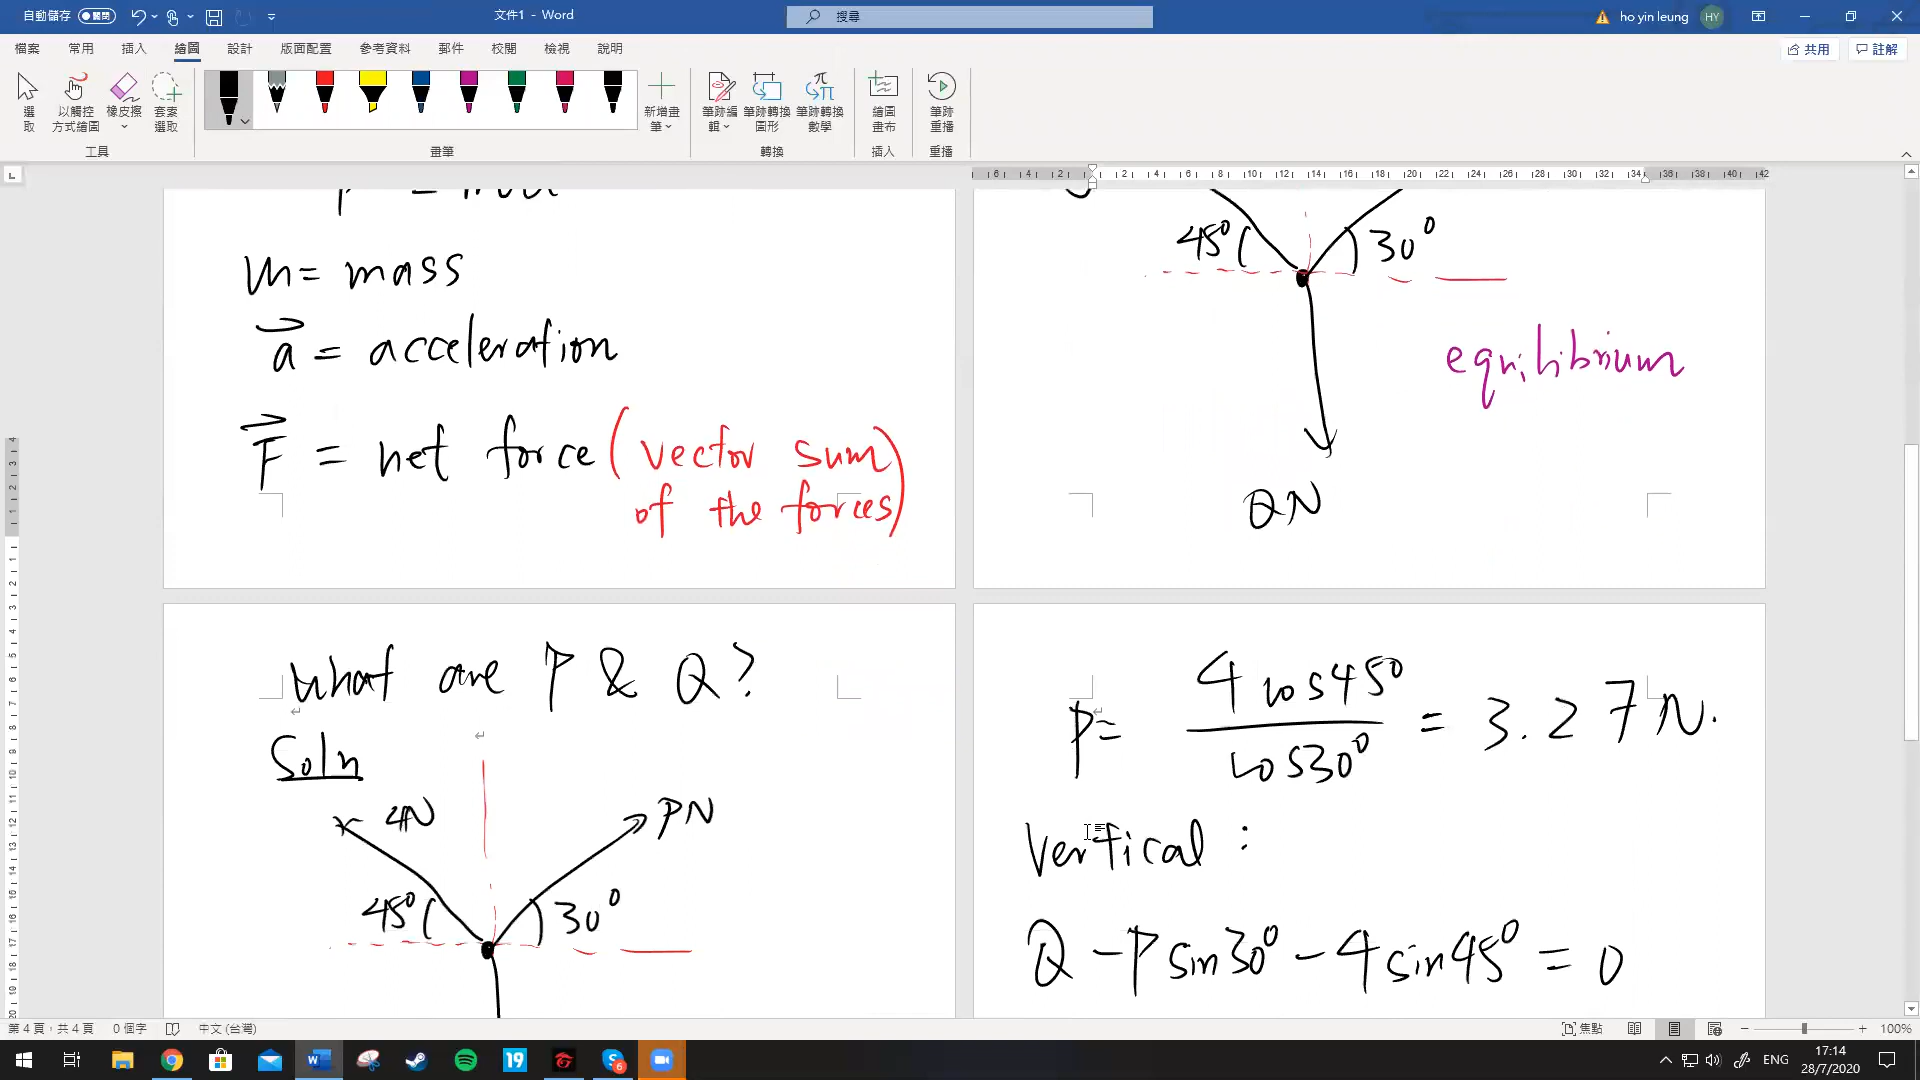 自動儲存 關閉
文件1 - Word
搜尋
ho yin leung HY
檔案 常用 插入 繪圖 設計 版面配置 參考資料 郵件 校閱 檢視 說明
共用 註解
選取
以觸控方式繪圖
橡皮擦
套索選取
新增畫筆
筆跡編輯
筆跡轉換圖形
筆跡轉換數學
繪圖畫布
筆跡重播
工具 畫筆 轉換 插入 重播
m = mass
a = acceleration
F = net force (vector sum
of the forces)
45° 30°
equilibrium
QN
What are P & Q?
Soln
4N PN
45° 30°
P= 4 cos45° / cos30° = 3.27 N.
Vertical :
Q - P sin30° - 4 sin45° = 0
第 4 頁，共 4 頁 0 個字 中文 (台灣)
焦點 100%
19
6
ENG
17:14
28/7/2020